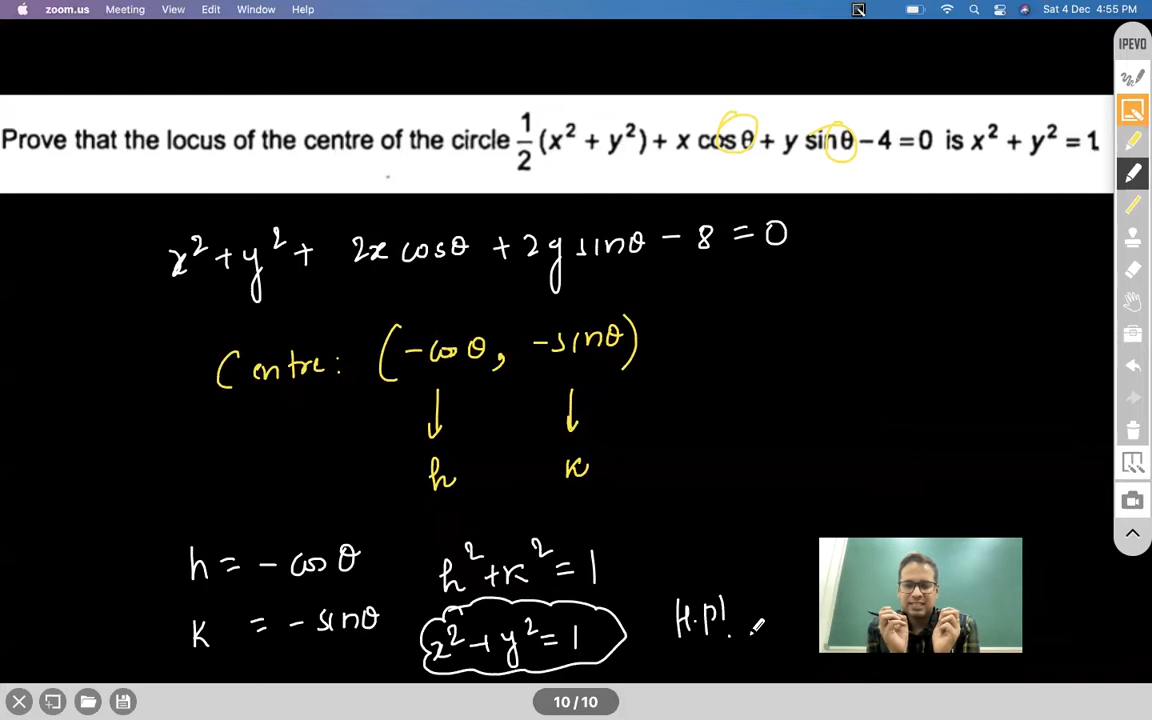 zoom.us Meeting View Edit Window Help Sat 4 Dec 4:55 PM
IPEVO
Prove that the locus of the centre of the circle 1/2 (x² + y²) + x cosθ + y sinθ – 4 = 0 is x² + y² = 1
x² + y² + 2x cosθ + 2y sinθ – 8 = 0
Centre: (-cosθ, -sinθ)
↓ ↓
h k
h = - cosθ h² + k² = 1
k = - sinθ x² + y² = 1 H.P!.
10/10